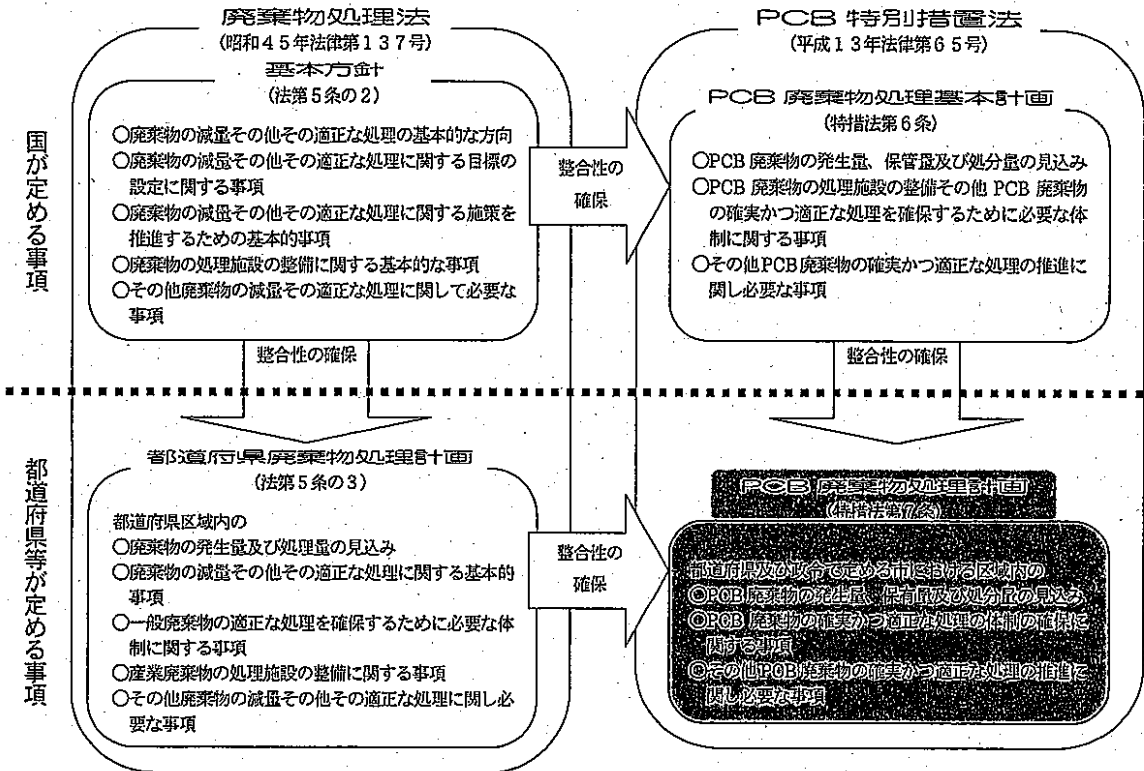 廃棄物処理法
(昭和45年法律第137号)
基本方針
(法第5条の2)
○廃棄物の減量その他その適正な処理の基本的な方向
○廃棄物の減量その他その適正な処理に関する目標の
設定に関する事項
○廃棄物の減量その他その適正な処理に関する施策を
推進するための基本的事項
○廃棄物の処理施設の整備に関する基本的な事項
○その他廃棄物の減量その適正な処理に関して必要な
事項
整合性の
確保
PCB 特別措置法
(平成13年法律第65号)
PCB 廃棄物処理基本計画
(特措法第6条)
○PCB 廃棄物の発生量、保管量及び処分量の見込み
○PCB 廃棄物の処理施設の整備その他 PCB 廃棄物
の確実かつ適正な処理を確保するために必要な体
制に関する事項
○その他PCB廃棄物の確実かつ適正な処理の推進に
関し必要な事項
国が定める事項
整合性の確保
整合性の確保
都道府県等が定める事項
都道府県廃棄物処理計画
(法第5条の3)
都道府県区域内の
○廃棄物の発生量及び処理量の見込み
○廃棄物の減量その他その適正な処理に関する基本的
事項
○一般廃棄物の適正な処理を確保するために必要な体
制に関する事項
○産業廃棄物の処理施設の整備に関する事項
○その他廃棄物の減量その他その適正な処理に関し必
要な事項
整合性の
確保
PCB 廃棄物処理計画
(特措法第7条)
都道府県及び政令で定める市における区域内の
◎PCB 廃棄物の発生量、保有量及び処分量の見込み
◎PCB 廃棄物の確実かつ適正な処理の体制の確保に
関する事項
◎その他PCB廃棄物の確実かつ適正な処理の推進に
関し必要な事項